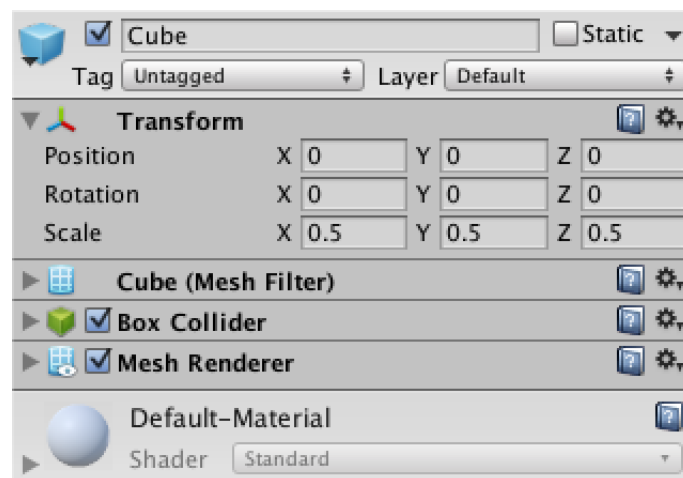 Cube Static
Tag Untagged Layer Default
Transform
Position X 0 Y 0 Z 0
Rotation X 0 Y 0 Z 0
Scale X 0.5 Y 0.5 Z 0.5
Cube (Mesh Filter)
Box Collider
Mesh Renderer
Default-Material
Shader Standard